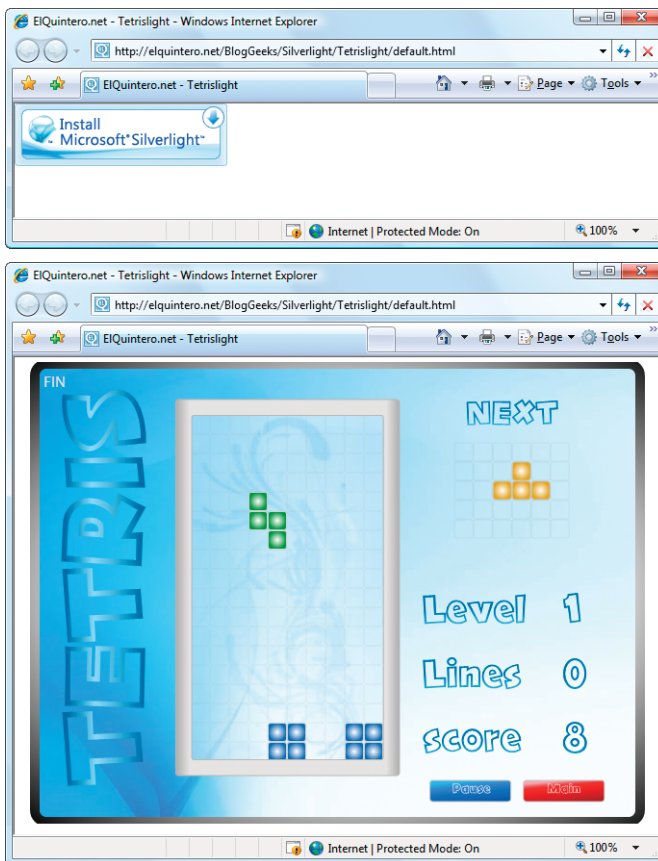 ElQuintero.net - Tetrislight - Windows Internet Explorer
http://elquintero.net/BlogGeeks/Silverlight/Tetrislight/default.html
ElQuintero.net - Tetrislight
Page Tools »
Install
Microsoft® Silverlight™
Internet | Protected Mode: On 100%
ElQuintero.net - Tetrislight - Windows Internet Explorer
http://elquintero.net/BlogGeeks/Silverlight/Tetrislight/default.html
ElQuintero.net - Tetrislight
Page Tools »
FIN
TETRIS
NEXT
Level 1
Lines 0
score 8
Pause Main
Internet | Protected Mode: On 100%